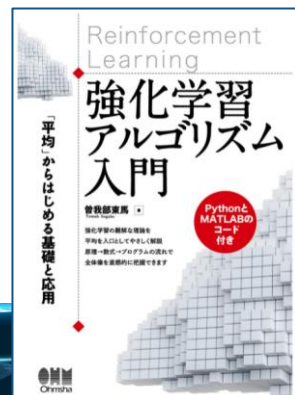 Reinforcement
Learning
強化学習
アルゴリズム
入門
「平均」からはじめる基礎と応用
曽我部東馬 著
Tomah Sogabe
Pythonと
MATLABの
コード
付き
強化学習の難解な理論を
平均を入口としてやさしく解説
原理→数式→プログラムの流れで
全体像を直感的に把握できます
OHM
Ohmsha